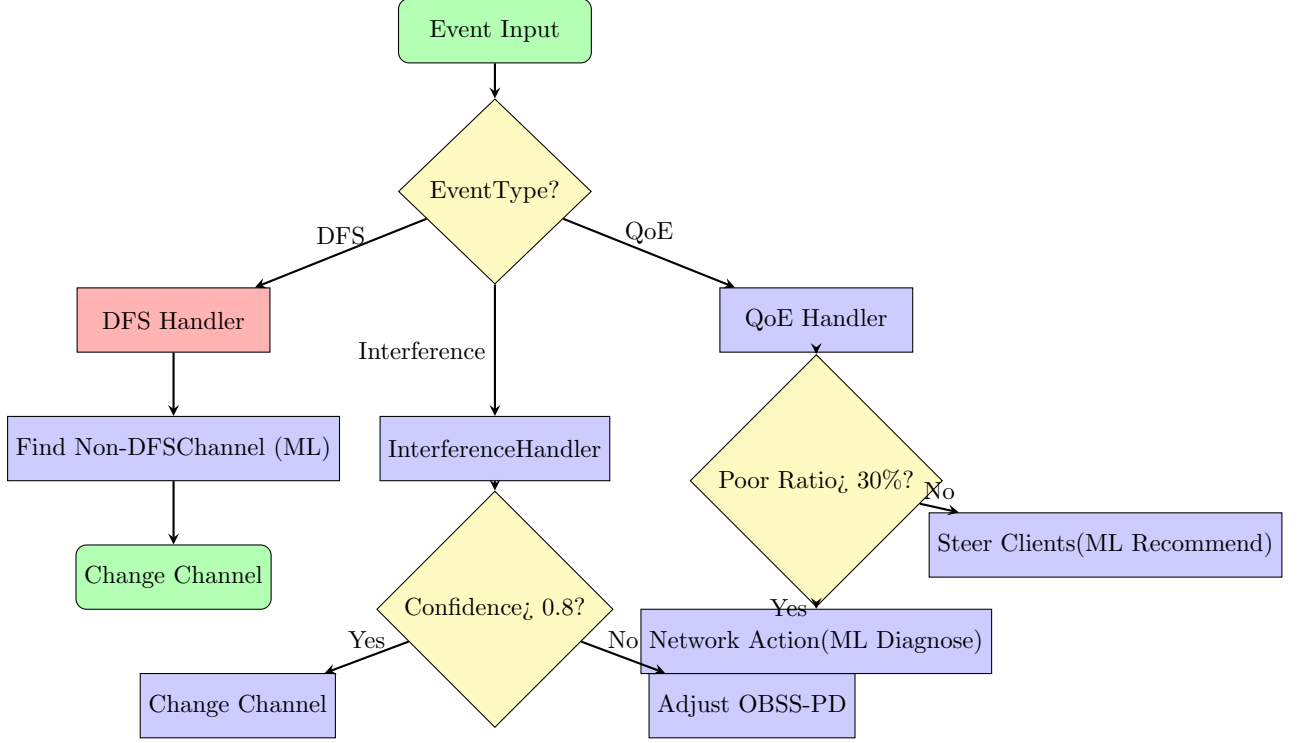 Event Input
EventType?
DFS
QoE
DFS Handler
QoE Handler
Interference
Find Non-DFSChannel (ML)
InterferenceHandler
Poor Ratio¿ 30%?
No
Steer Clients(ML Recommend)
Change Channel
Confidence¿ 0.8?
Yes
Network Action(ML Diagnose)
Yes
No
Change Channel
Adjust OBSS-PD